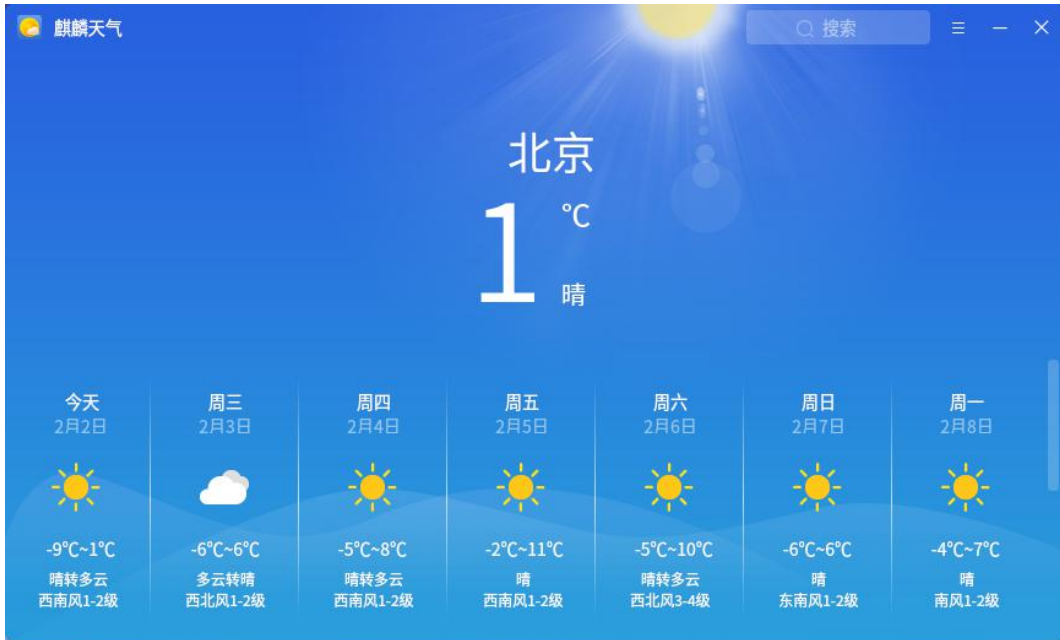 麒麟天气
搜索
北京
1
℃
晴
今天
2月2日
-9℃~1℃
晴转多云
西南风1-2级
周三
2月3日
-6℃~6℃
多云转晴
西北风1-2级
周四
2月4日
-5℃~8℃
晴转多云
西南风1-2级
周五
2月5日
-2℃~11℃
晴
西南风1-2级
周六
2月6日
-5℃~10℃
晴转多云
西北风3-4级
周日
2月7日
-6℃~6℃
晴
东南风1-2级
周一
2月8日
-4℃~7℃
晴
南风1-2级